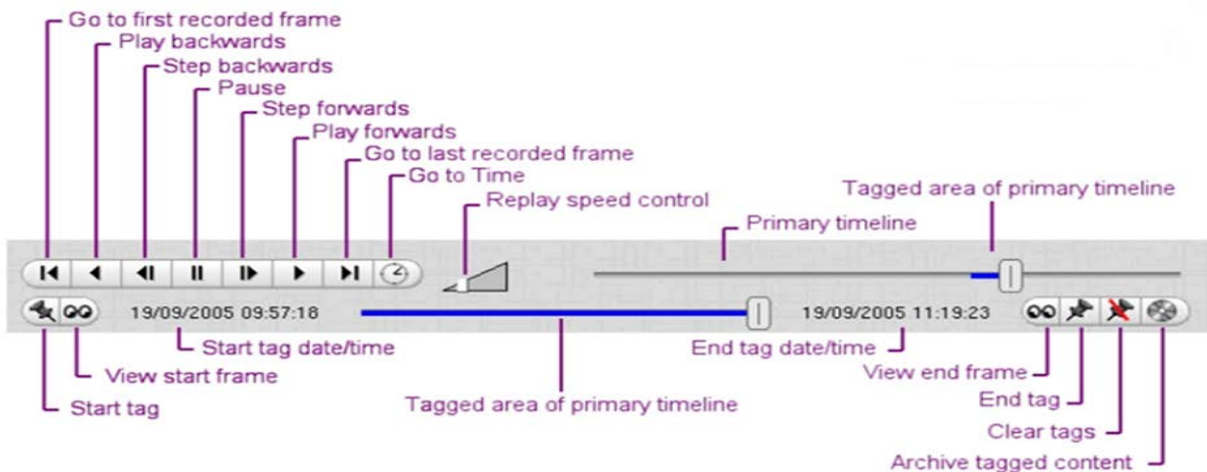 Go to first recorded frame
Play backwards
Step backwards
Pause
Step forwards
Play forwards
Go to last recorded frame
Go to Time
Replay speed control
Tagged area of primary timeline
Primary timeline
19/09/2005 09:57:18
19/09/2005 11:19:23
Start tag date/time
End tag date/time
View start frame
View end frame
Start tag
Tagged area of primary timeline
End tag
Clear tags
Archive tagged content